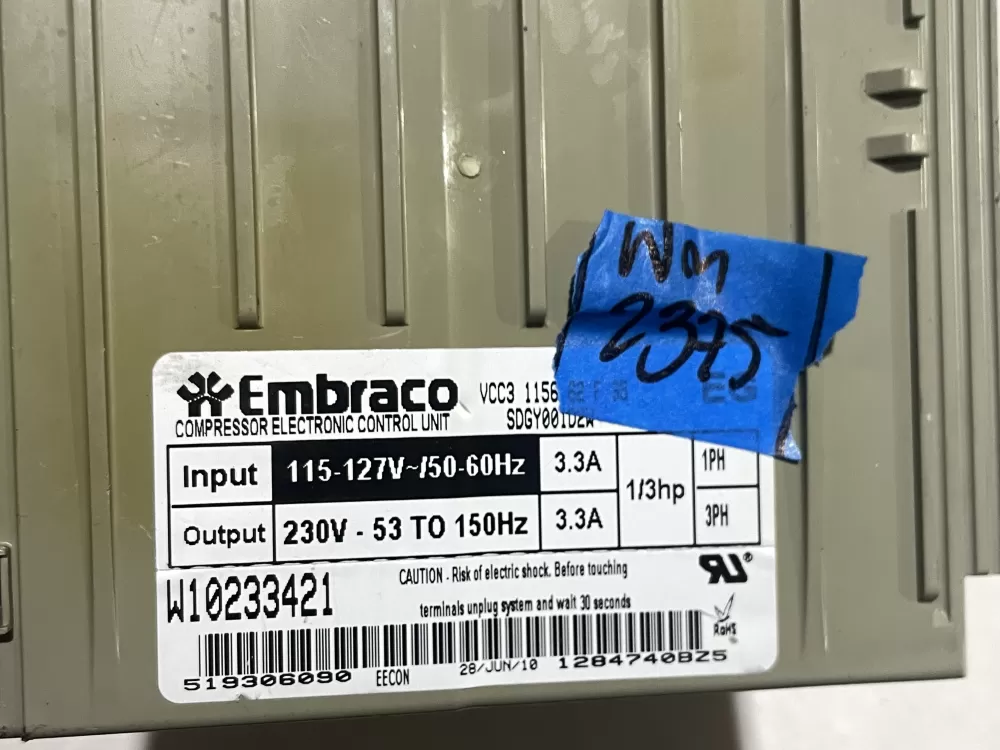 Wm
2375
Embraco
VCC3 1156
COMPRESSOR ELECTRONIC CONTROL UNIT
EG
Input 115-127V~/50-60Hz 3.3A 1/3hp 1PH
Output 230V - 53 TO 150Hz 3.3A 3PH
CAUTION - Risk of electric shock. Before touching
terminals unplug system and wait 30 seconds
W10233421
RoHS
519306090 EECON 28/JUN/10 1284740BZ5